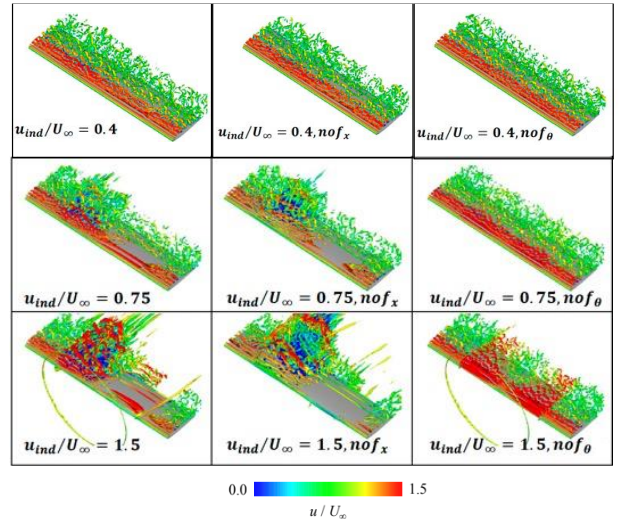 u_ind/U_∞ = 0.4
u_ind/U_∞ = 0.4, nof_x
u_ind/U_∞ = 0.4, nof_θ
u_ind/U_∞ = 0.75
u_ind/U_∞ = 0.75, nof_x
u_ind/U_∞ = 0.75, nof_θ
u_ind/U_∞ = 1.5
u_ind/U_∞ = 1.5, nof_x
u_ind/U_∞ = 1.5, nof_θ
0.0 1.5
u / U_∞